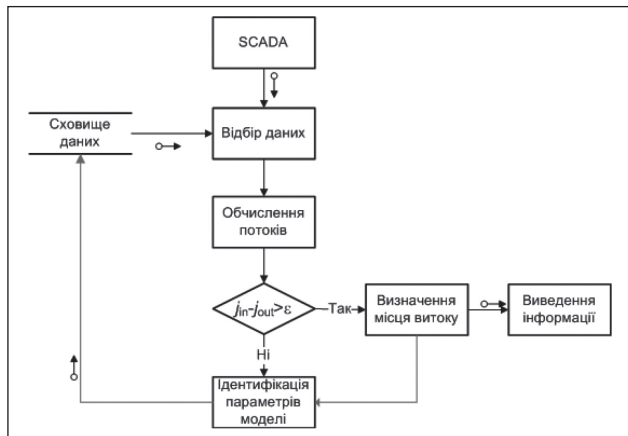 SCADA
Сховище
даних
Відбір даних
Обчислення
потоків
jin-jout>ε
Так
Визначення
місця витоку
Виведення
інформації
Ні
Ідентифікація
параметрів
моделі